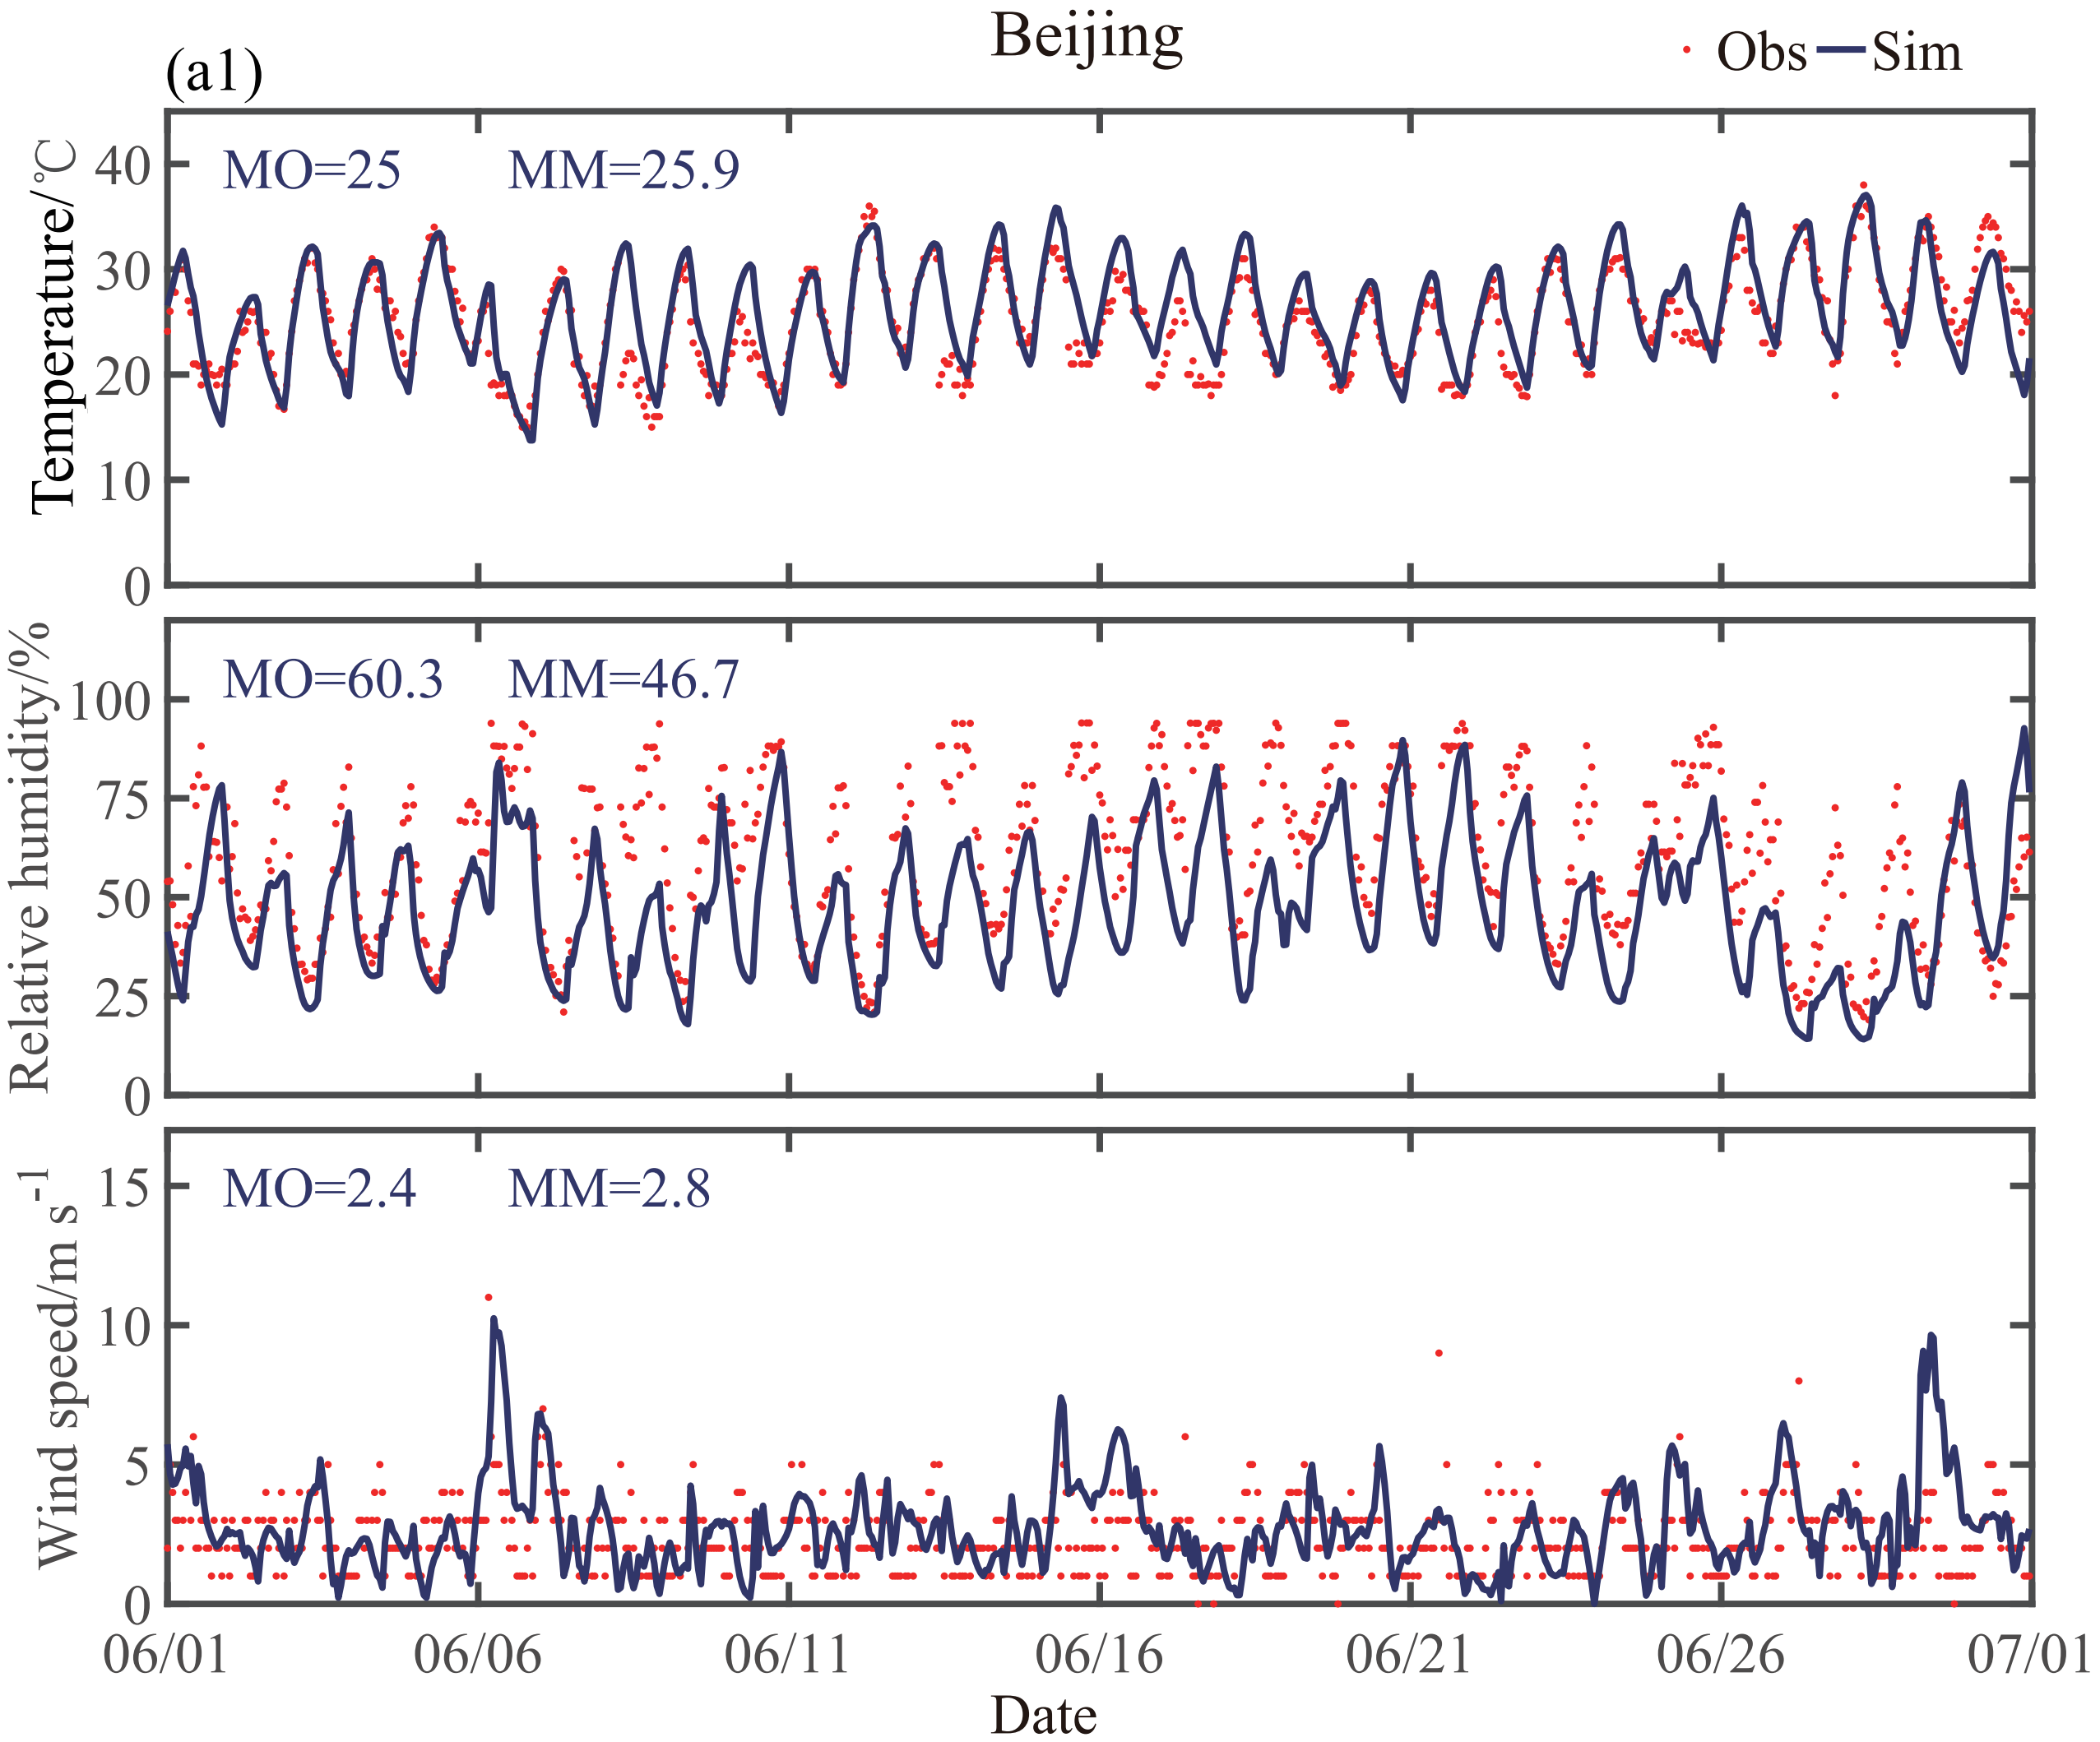 Beijing
(a1)
Obs Sim
Temperature/°C
40
30
20
10
0
MO=25 MM=25.9
Relative humidity/%
100
75
50
25
0
MO=60.3 MM=46.7
Wind speed/m s-1
15
10
5
0
MO=2.4 MM=2.8
06/01 06/06 06/11 06/16 06/21 06/26 07/01
Date